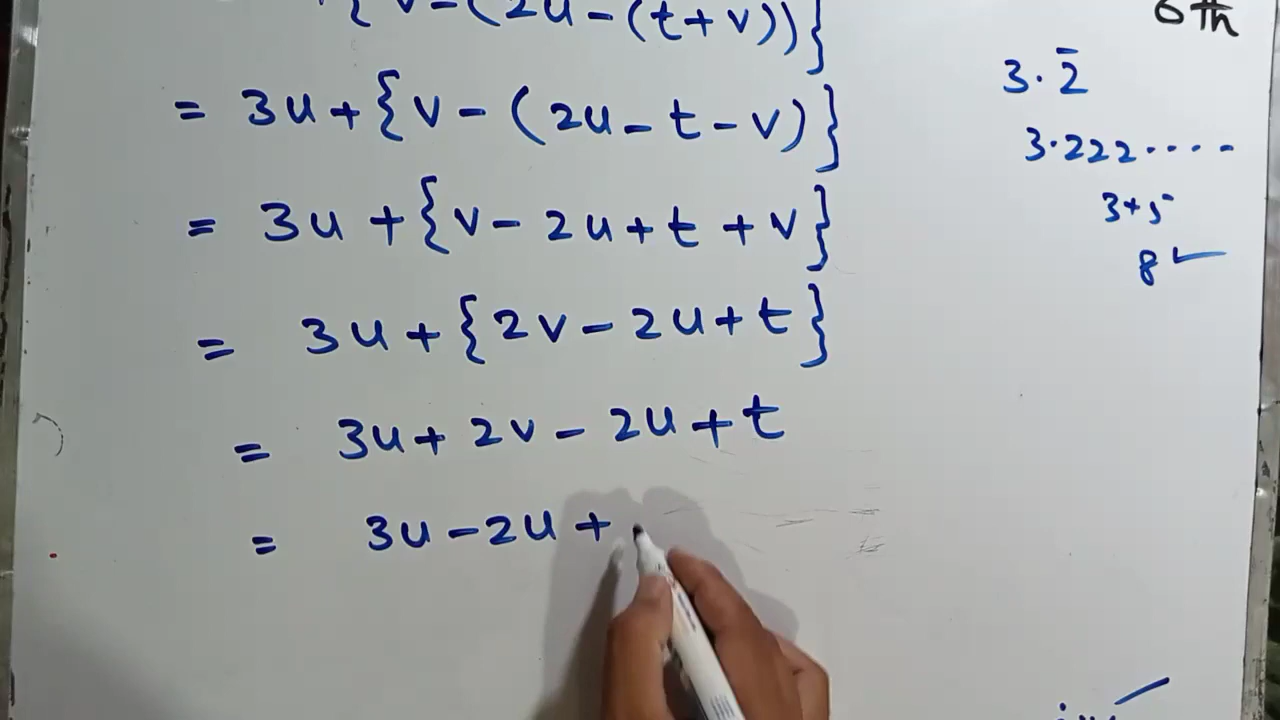 {v-(2u-(t+v))}
= 3u+{v-(2u-t-v)}
= 3u+{v-2u+t+v}
= 3u+{2v-2u+t}
= 3u+2v-2u+t
= 3u-2u+
6th
3.2̄
3.222....
3+5
8 ✓